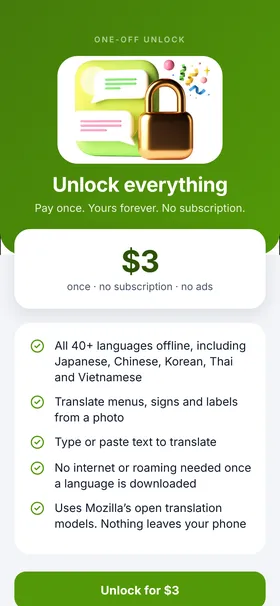 ONE-OFF UNLOCK
Unlock everything
Pay once. Yours forever. No subscription.
$3
once · no subscription · no ads
All 40+ languages offline, including
Japanese, Chinese, Korean, Thai
and Vietnamese
Translate menus, signs and labels
from a photo
Type or paste text to translate
No internet or roaming needed once
a language is downloaded
Uses Mozilla’s open translation
models. Nothing leaves your phone
Unlock for $3